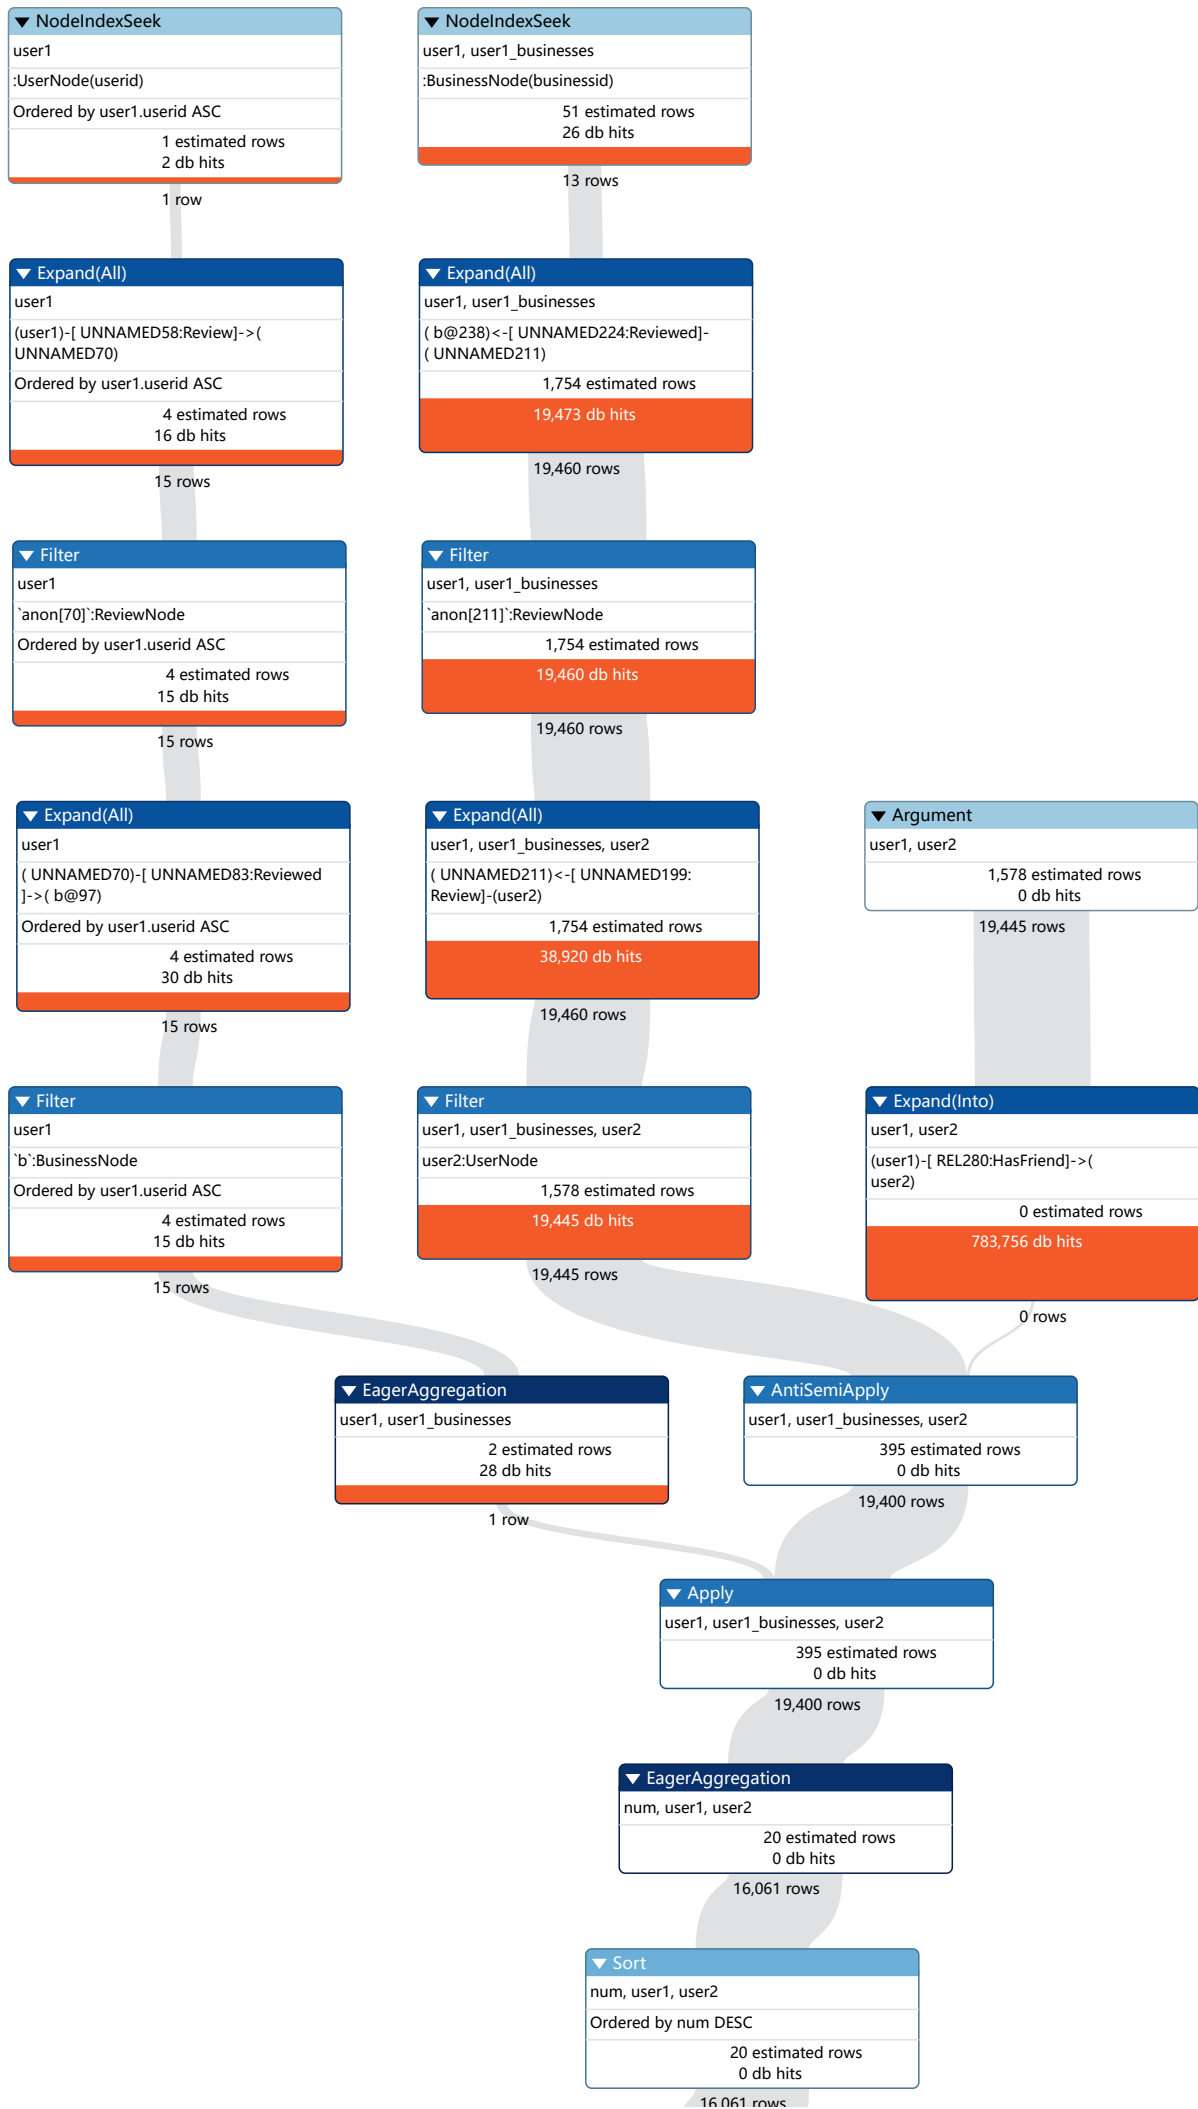 NodeIndexSeek
user1
:UserNode(userid)
Ordered by user1.userid ASC
1 estimated rows
2 db hits
1 row
NodeIndexSeek
user1, user1_businesses
:BusinessNode(businessid)
51 estimated rows
26 db hits
13 rows
Expand(All)
user1
(user1)-[ UNNAMED58:Review]->(
UNNAMED70)
Ordered by user1.userid ASC
4 estimated rows
16 db hits
15 rows
Expand(All)
user1, user1_businesses
( b@238)<-[ UNNAMED224:Reviewed]-
( UNNAMED211)
1,754 estimated rows
19,473 db hits
19,460 rows
Filter
user1
`anon[70]`:ReviewNode
Ordered by user1.userid ASC
4 estimated rows
15 db hits
15 rows
Filter
user1, user1_businesses
`anon[211]`:ReviewNode
1,754 estimated rows
19,460 db hits
19,460 rows
Expand(All)
user1
( UNNAMED70)-[ UNNAMED83:Reviewed
]->( b@97)
Ordered by user1.userid ASC
4 estimated rows
30 db hits
15 rows
Expand(All)
user1, user1_businesses, user2
( UNNAMED211)<-[ UNNAMED199:
Review]-(user2)
1,754 estimated rows
38,920 db hits
19,460 rows
Argument
user1, user2
1,578 estimated rows
0 db hits
19,445 rows
Filter
user1
`b`:BusinessNode
Ordered by user1.userid ASC
4 estimated rows
15 db hits
15 rows
Filter
user1, user1_businesses, user2
user2:UserNode
1,578 estimated rows
19,445 db hits
19,445 rows
Expand(Into)
user1, user2
(user1)-[ REL280:HasFriend]->(
user2)
0 estimated rows
783,756 db hits
0 rows
EagerAggregation
user1, user1_businesses
2 estimated rows
28 db hits
1 row
AntiSemiApply
user1, user1_businesses, user2
395 estimated rows
0 db hits
19,400 rows
Apply
user1, user1_businesses, user2
395 estimated rows
0 db hits
19,400 rows
EagerAggregation
num, user1, user2
20 estimated rows
0 db hits
16,061 rows
Sort
num, user1, user2
Ordered by num DESC
20 estimated rows
0 db hits
16,061 rows